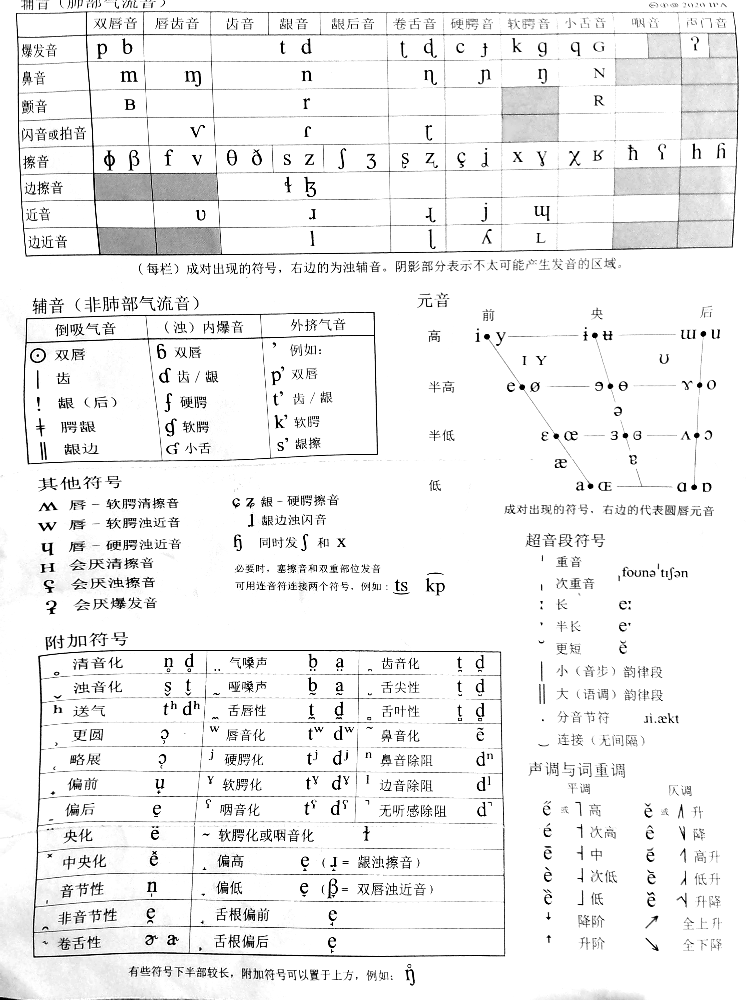 辅音（肺部气流音）
2020 IPA
双唇音 唇齿音 齿音 龈音 龈后音 卷舌音 硬腭音 软腭音 小舌音 咽音 声门音
爆发音 p b t d ʈ ɖ c ɟ k ɡ q ɢ ʔ
鼻音 m ɱ n ɳ ɲ ŋ ɴ
颤音 ʙ r ʀ
闪音或拍音 ⱱ ɾ ɽ
擦音 ɸ β f v θ ð s z ʃ ʒ ʂ ʐ ç ʝ x ɣ χ ʁ ħ ʕ h ɦ
边擦音 ɬ ɮ
近音 ʋ ɹ ɻ j ɰ
边近音 l ɭ ʎ ʟ
（每栏）成对出现的符号，右边的为浊辅音。阴影部分表示不太可能产生发音的区域。
辅音（非肺部气流音）
倒吸气音 （浊）内爆音 外挤气音
ʘ 双唇 ɓ 双唇 ʼ 例如：
ǀ 齿 ɗ 齿 / 龈 pʼ 双唇
ǃ 龈（后） ʄ 硬腭 tʼ 齿 / 龈
ǂ 腭龈 ɠ 软腭 kʼ 软腭
ǁ 龈边 ʛ 小舌 sʼ 龈擦
元音
前 央 后
高 i • y ɨ • ʉ ɯ • u
ɪ ʏ ʊ
半高 e • ø ɘ • ɵ ɤ • o
ə
半低 ɛ • œ ɜ • ɞ ʌ • ɔ
æ ɐ
低 a • ɶ ɑ • ɒ
成对出现的符号，右边的代表圆唇元音
其他符号
ʍ 唇 – 软腭清擦音
w 唇 – 软腭浊近音
ɥ 唇 – 硬腭浊近音
ʜ 会厌清擦音
ʢ 会厌浊擦音
ʡ 会厌爆发音
ɕ ʑ 龈 – 硬腭擦音
ɺ 龈边浊闪音
ɧ 同时发 ʃ 和 x
必要时，塞擦音和双重部位发音
可用连音符连接两个符号，例如： t͜s k͡p
超音段符号
ˈ 重音
ˌfoʊnəˈtɪʃən
ˌ 次重音
ː 长 eː
ˑ 半长 eˑ
˘ 更短 ĕ
| 小（音步）韵律段
‖ 大（语调）韵律段
. 分音节符 ɹi.ækt
‿ 连接（无间隔）
附加符号
̥ 清音化 n̥ d̥ ̤ 气嗓声 b̤ a̤ ̪ 齿音化 t̪ d̪
̬ 浊音化 s̬ t̬ ̰ 哑嗓声 b̰ a̰ ̺ 舌尖性 t̺ d̺
ʰ 送气 tʰ dʰ ̼ 舌唇性 t̼ d̼ ̻ 舌叶性 t̻ d̻
̹ 更圆 ɔ̹ ʷ 唇音化 tʷ dʷ ̃ 鼻音化 ẽ
̜ 略展 ɔ̜ ʲ 硬腭化 tʲ dʲ ⁿ 鼻音除阻 dⁿ
̟ 偏前 u̟ ˠ 软腭化 tˠ dˠ ˡ 边音除阻 dˡ
̠ 偏后 e̠ ˤ 咽音化 tˤ dˤ ̚ 无听感除阻 d̚
̈ 央化 ë ~ 软腭化或咽音化 ɫ
̽ 中央化 e̽ ̝ 偏高 e̝ （ ɹ̝ = 龈浊擦音）
̩ 音节性 n̩ ̞ 偏低 e̞ （ β̞ = 双唇浊近音）
̯ 非音节性 e̯ ̘ 舌根偏前 e̘
˞ 卷舌性 ɚ a˞ ̙ 舌根偏后 e̙
有些符号下半部较长，附加符号可以置于上方，例如： ŋ̊
声调与词重调
平调 仄调
e̋ 或 ˥ 高 ě 或 ˩˥ 升
é ˦ 次高 ê ˥˩ 降
ē ˧ 中 e᷄ ˦˥ 高升
è ˨ 次低 e᷅ ˩˨ 低升
ȅ ˩ 低 e᷈ ˧˦˧ 升降
ꜜ 降阶 ↗ 全上升
ꜛ 升阶 ↘ 全下降